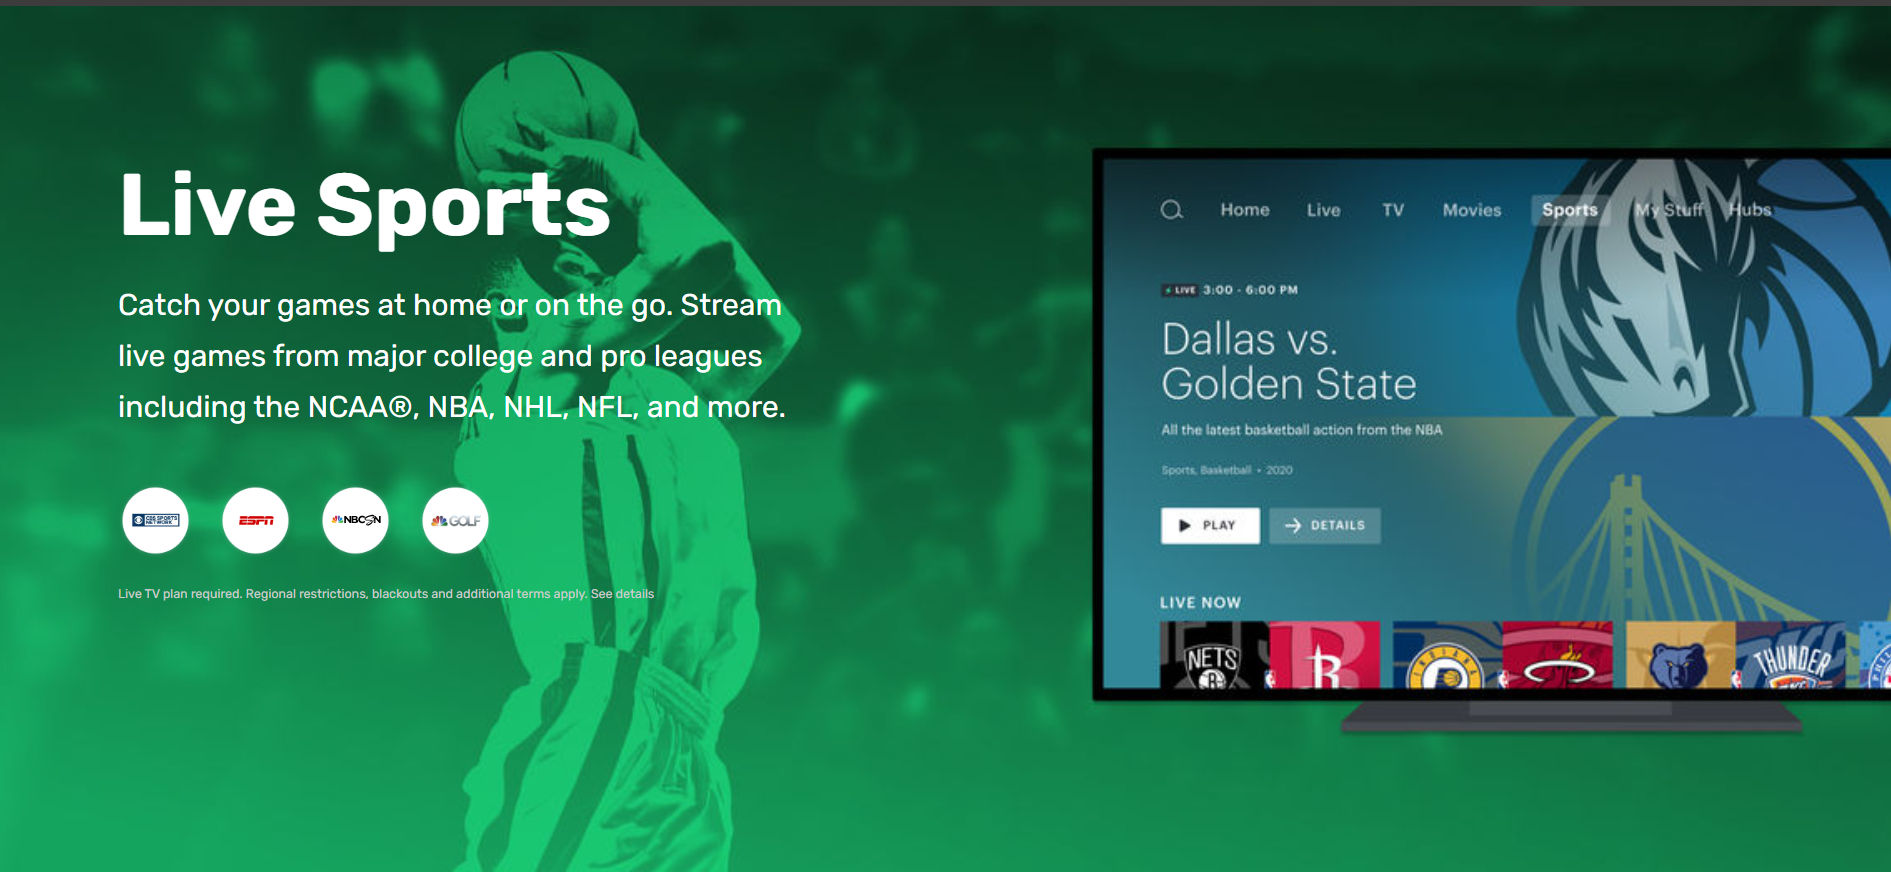 Live Sports
Catch your games at home or on the go. Stream
live games from major college and pro leagues
including the NCAA®, NBA, NHL, NFL, and more.
CBS SPORTS
NETWORK
ESPN
NBCSN
GOLF
Live TV plan required. Regional restrictions, blackouts and additional terms apply. See details
Home Live TV Movies Sports My Stuff Hubs
LIVE 3:00 - 6:00 PM
Dallas vs.
Golden State
All the latest basketball action from the NBA
Sports, Basketball • 2020
PLAY DETAILS
LIVE NOW
NETS
B
R
INDIANA
THUNDER